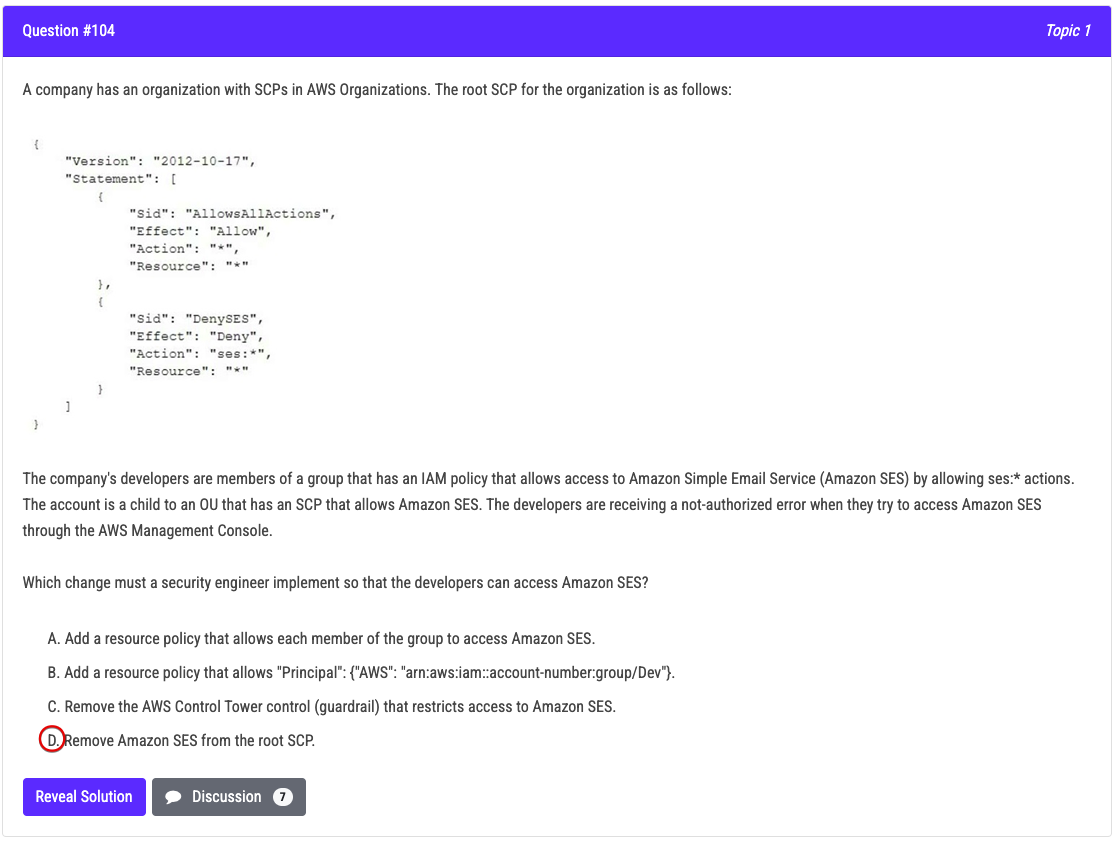 Question #104
Topic 1
A company has an organization with SCPs in AWS Organizations. The root SCP for the organization is as follows:
{
"Version": "2012-10-17",
"Statement": [
{
"Sid": "AllowsAllActions",
"Effect": "Allow",
"Action": "*",
"Resource": "*"
},
{
"Sid": "DenySES",
"Effect": "Deny",
"Action": "ses:*",
"Resource": "*"
}
]
}
The company's developers are members of a group that has an IAM policy that allows access to Amazon Simple Email Service (Amazon SES) by allowing ses:* actions.
The account is a child to an OU that has an SCP that allows Amazon SES. The developers are receiving a not-authorized error when they try to access Amazon SES
through the AWS Management Console.
Which change must a security engineer implement so that the developers can access Amazon SES?
A. Add a resource policy that allows each member of the group to access Amazon SES.
B. Add a resource policy that allows "Principal": {"AWS": "arn:aws:iam::account-number:group/Dev"}.
C. Remove the AWS Control Tower control (guardrail) that restricts access to Amazon SES.
D. Remove Amazon SES from the root SCP.
Reveal Solution
Discussion 7